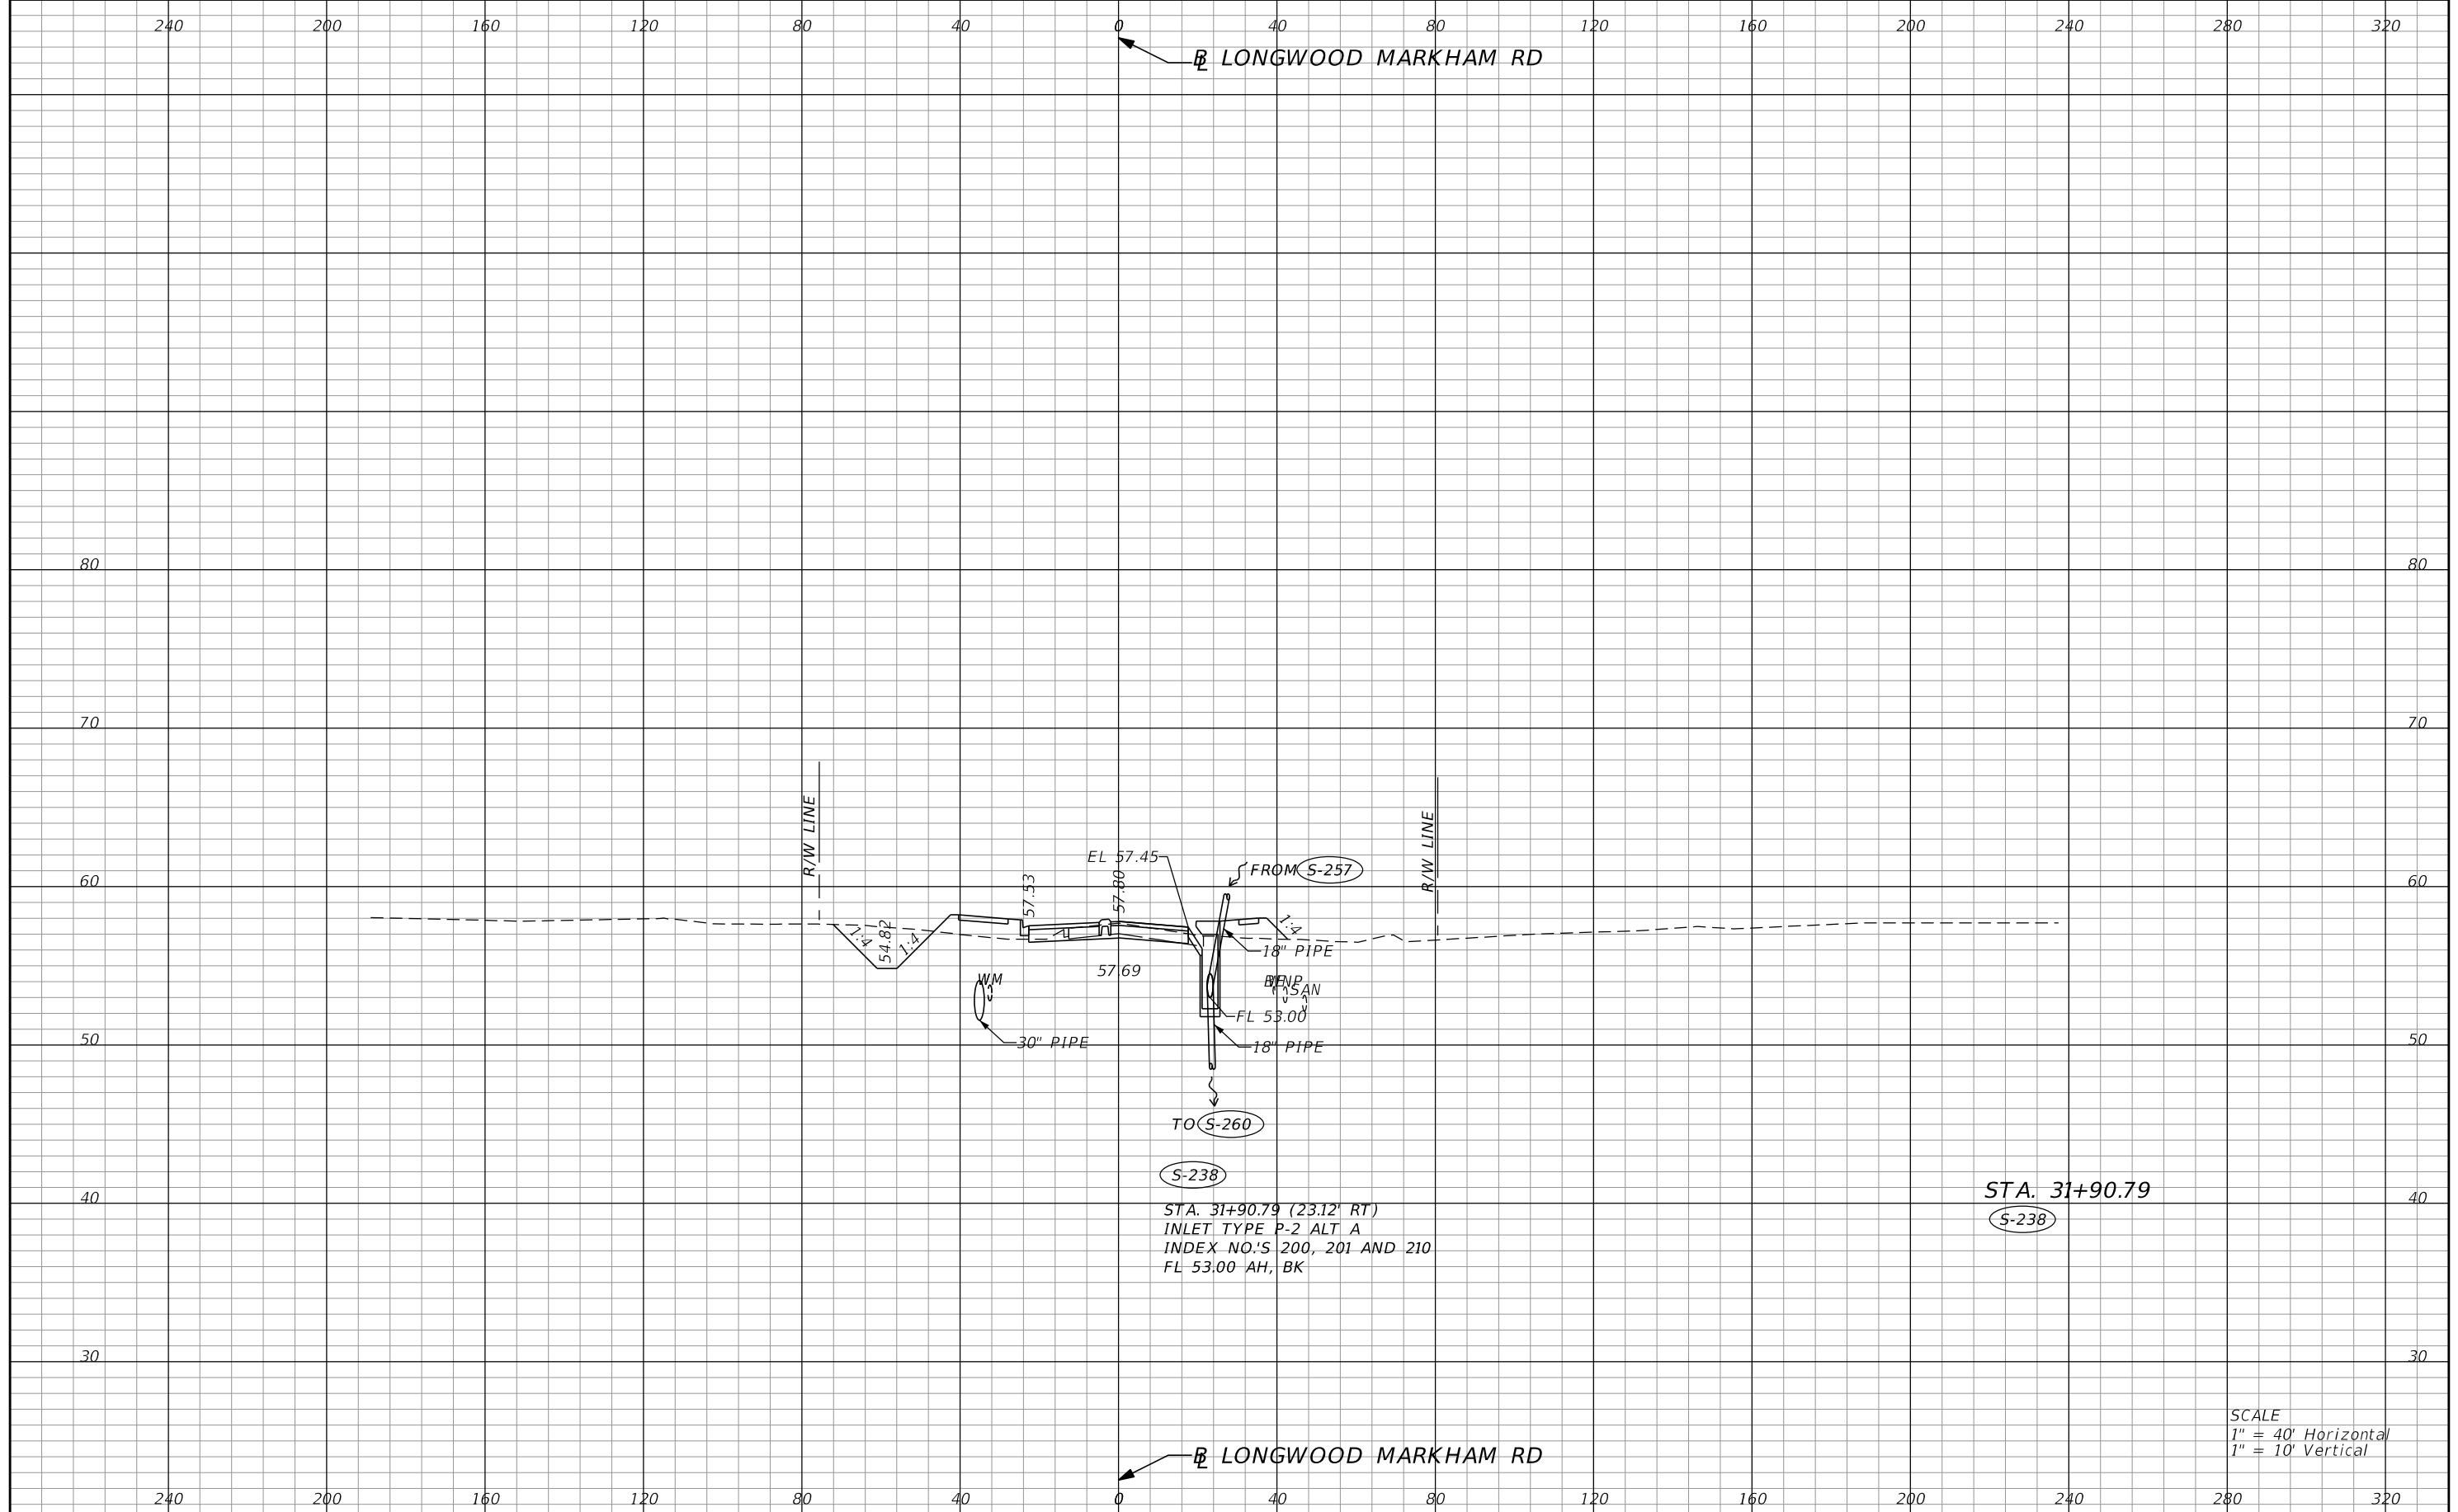 240 200 160 120 80 40 0 40 80 120 160 200 240 280 320
BL LONGWOOD MARKHAM RD
80 80
70 70
R/W LINE
R/W LINE
EL 57.45
FROM S-257
60 60
57.53
57.80
54.82
1:4
1:4
1:4
18" PIPE
57.69
WM
SAN
FL 53.00
30" PIPE
18" PIPE
50 50
TO S-260
S-238
40 40
STA. 31+90.79
S-238
STA. 31+90.79 (23.12' RT)
INLET TYPE P-2 ALT A
INDEX NO.'S 200, 201 AND 210
FL 53.00 AH, BK
30 30
SCALE
1" = 40' Horizontal
1" = 10' Vertical
BL LONGWOOD MARKHAM RD
240 200 160 120 80 40 0 40 80 120 160 200 240 280 320